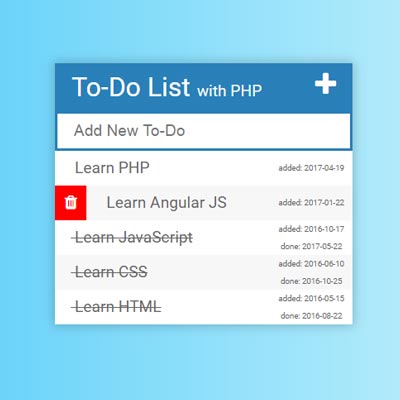 To-Do List with PHP
Add New To-Do
Learn PHP added: 2017-04-19
Learn Angular JS added: 2017-01-22
Learn JavaScript added: 2016-10-17
done: 2017-05-22
Learn CSS added: 2016-06-10
done: 2016-10-25
Learn HTML added: 2016-05-15
done: 2016-08-22